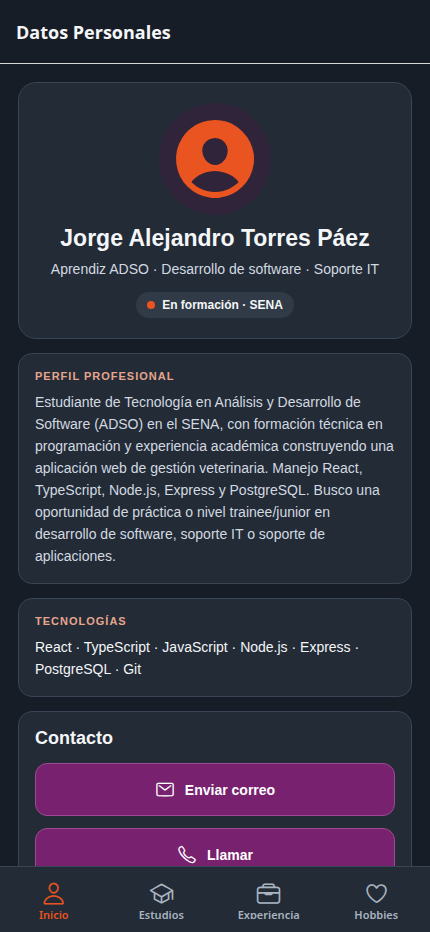 Datos Personales
Jorge Alejandro Torres Páez
Aprendiz ADSO · Desarrollo de software · Soporte IT
En formación · SENA
PERFIL PROFESIONAL
Estudiante de Tecnología en Análisis y Desarrollo de
Software (ADSO) en el SENA, con formación técnica en
programación y experiencia académica construyendo una
aplicación web de gestión veterinaria. Manejo React,
TypeScript, Node.js, Express y PostgreSQL. Busco una
oportunidad de práctica o nivel trainee/junior en
desarrollo de software, soporte IT o soporte de
aplicaciones.
TECNOLOGÍAS
React · TypeScript · JavaScript · Node.js · Express ·
PostgreSQL · Git
Contacto
Enviar correo
Llamar
Inicio
Estudios
Experiencia
Hobbies